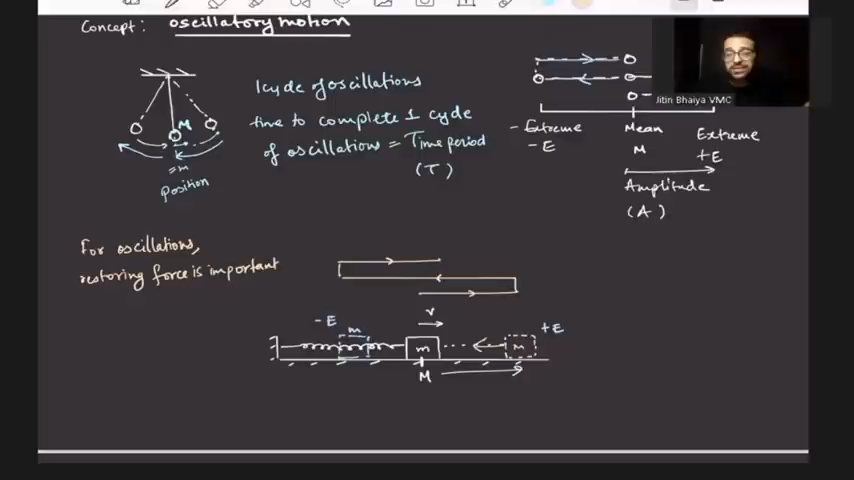 Concept: oscillatory motion
1 cycle of oscillations
time to complete 1 cycle
of oscillations = Time period
(T)
M
= m
Position
Jitin Bhaiya VMC
- Extreme
- E
Mean
M
Extreme
+E
Amplitude
(A)
For oscillations,
restoring force is important
v
- E
m
m
m
+E
M